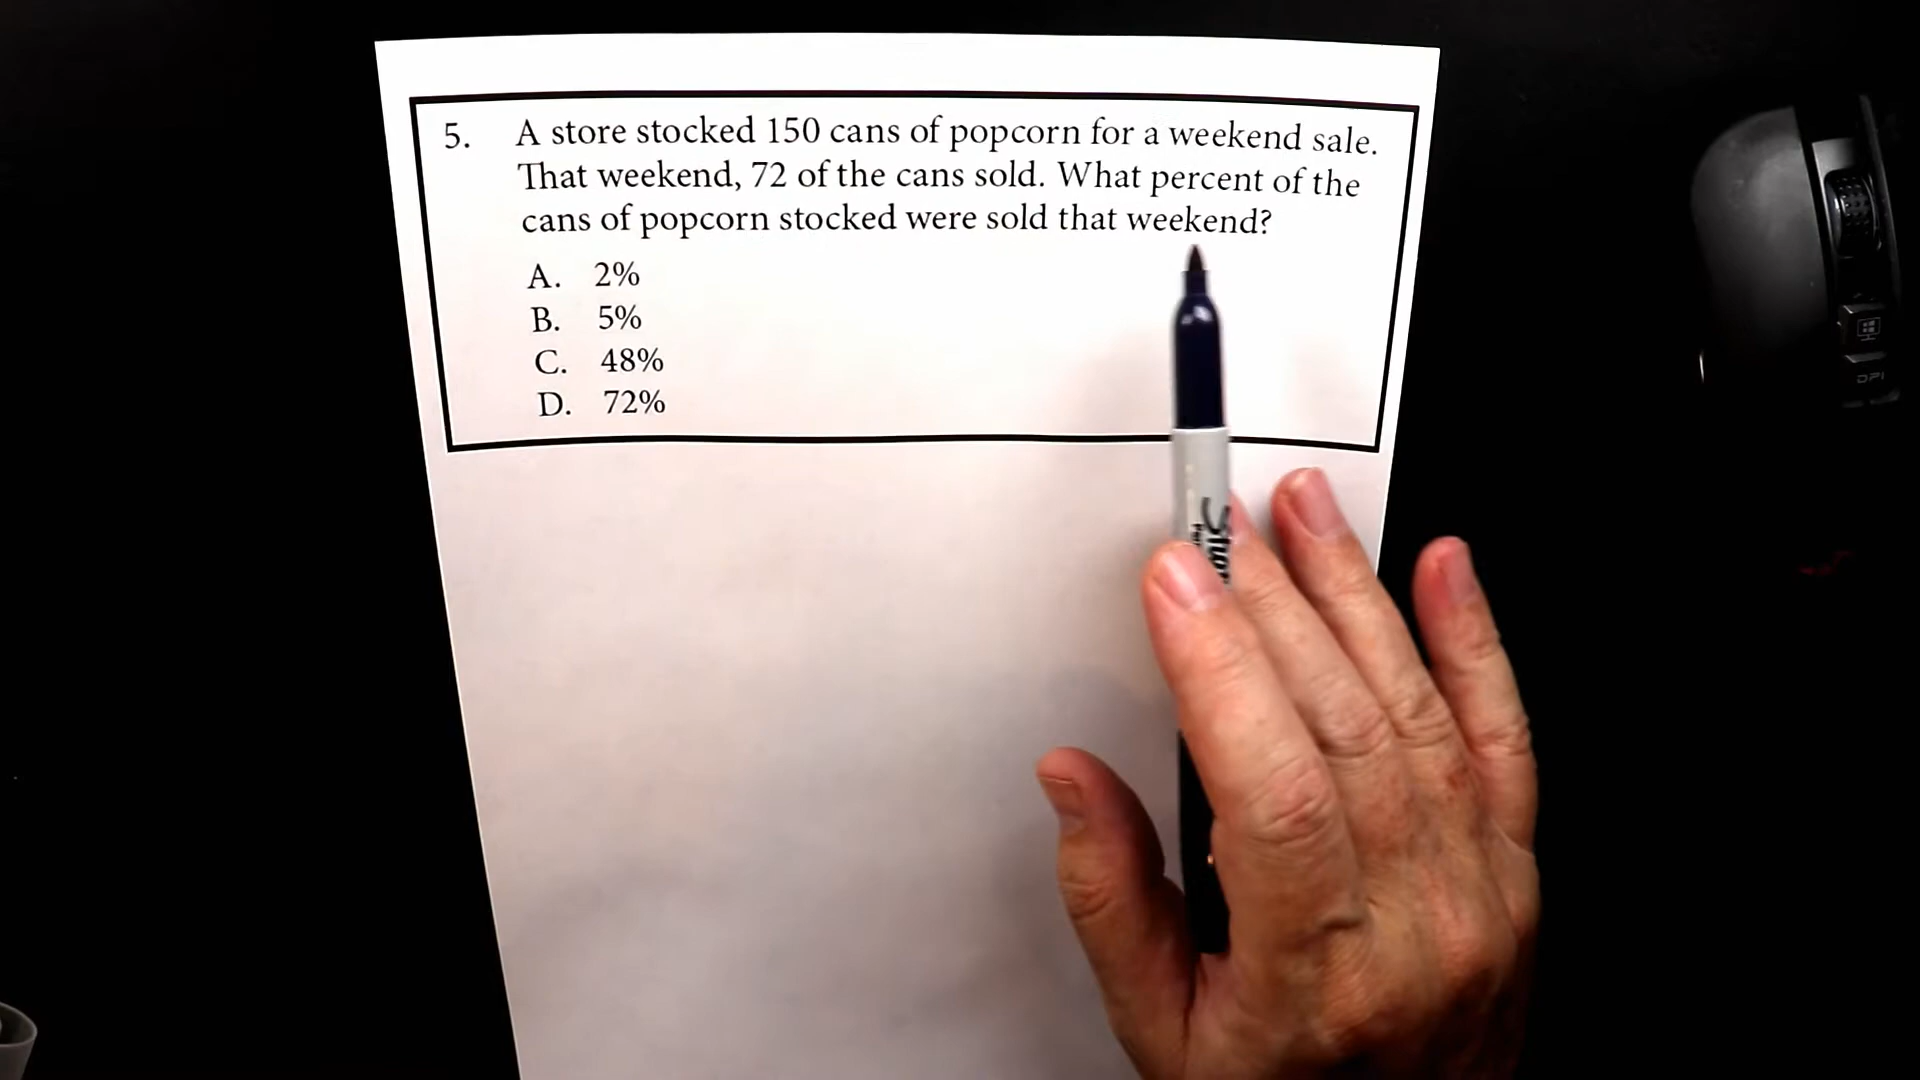 5. A store stocked 150 cans of popcorn for a weekend sale.
That weekend, 72 of the cans sold. What percent of the
cans of popcorn stocked were sold that weekend?
A. 2%
B. 5%
C. 48%
D. 72%
DPI